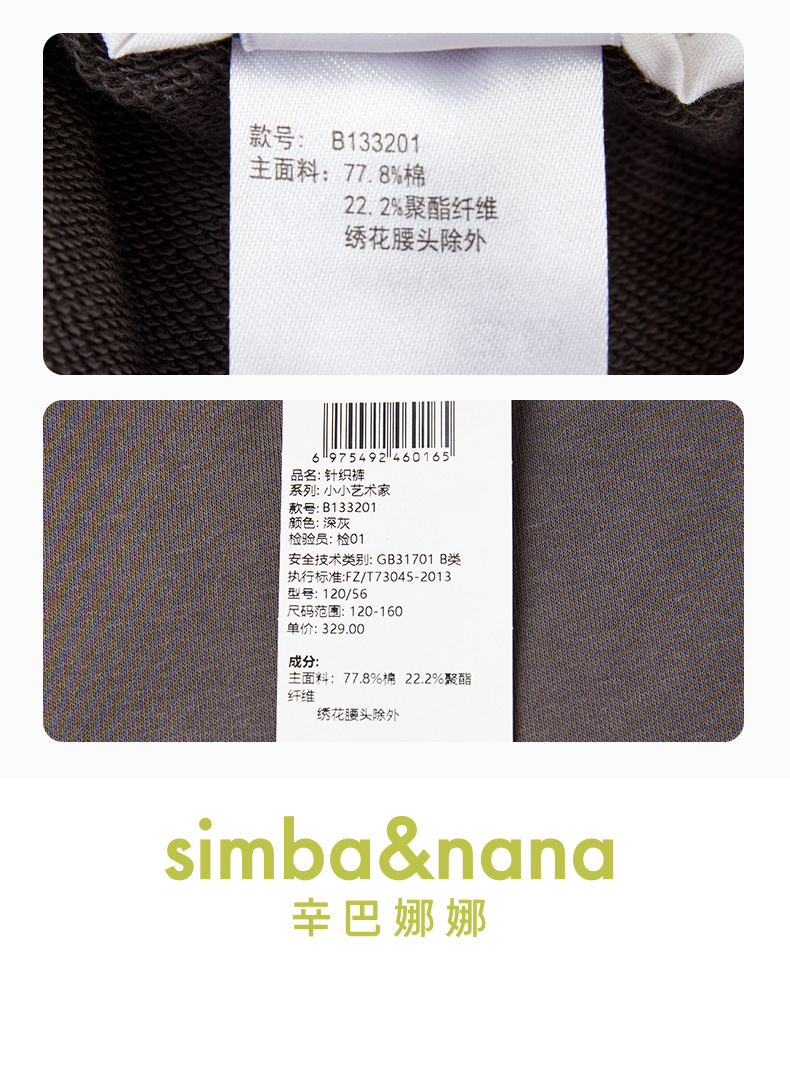 款号： B133201
主面料：77.8%棉
22.2%聚酯纤维
绣花腰头除外
6 975492 460165
品名: 针织裤
系列: 小小艺术家
款号: B133201
颜色: 深灰
检验员: 检01
安全技术类别: GB31701 B类
执行标准:FZ/T73045-2013
型号: 120/56
尺码范围: 120-160
单价: 329.00
成分:
主面料：77.8%棉 22.2%聚酯
纤维
绣花腰头除外
simba&nana
辛巴娜娜